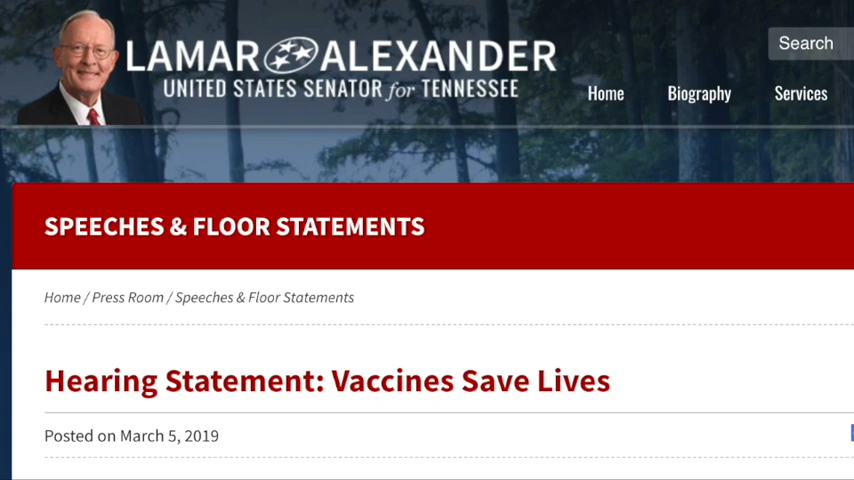 LAMAR ALEXANDER
UNITED STATES SENATOR for TENNESSEE
Search
Home
Biography
Services
SPEECHES & FLOOR STATEMENTS
Home / Press Room / Speeches & Floor Statements
Hearing Statement: Vaccines Save Lives
Posted on March 5, 2019